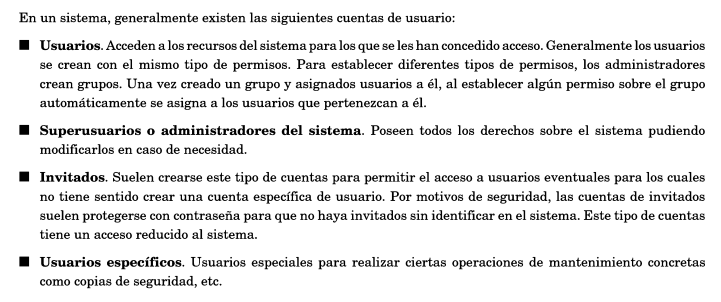 En un sistema, generalmente existen las siguientes cuentas de usuario:
■ Usuarios. Acceden a los recursos del sistema para los que se les han concedido acceso. Generalmente los usuarios
se crean con el mismo tipo de permisos. Para establecer diferentes tipos de permisos, los administradores
crean grupos. Una vez creado un grupo y asignados usuarios a él, al establecer algún permiso sobre el grupo
automáticamente se asigna a los usuarios que pertenezcan a él.
■ Superusuarios o administradores del sistema. Poseen todos los derechos sobre el sistema pudiendo
modificarlos en caso de necesidad.
■ Invitados. Suelen crearse este tipo de cuentas para permitir el acceso a usuarios eventuales para los cuales
no tiene sentido crear una cuenta específica de usuario. Por motivos de seguridad, las cuentas de invitados
suelen protegerse con contraseña para que no haya invitados sin identificar en el sistema. Este tipo de cuentas
tiene un acceso reducido al sistema.
■ Usuarios específicos. Usuarios especiales para realizar ciertas operaciones de mantenimiento concretas
como copias de seguridad, etc.